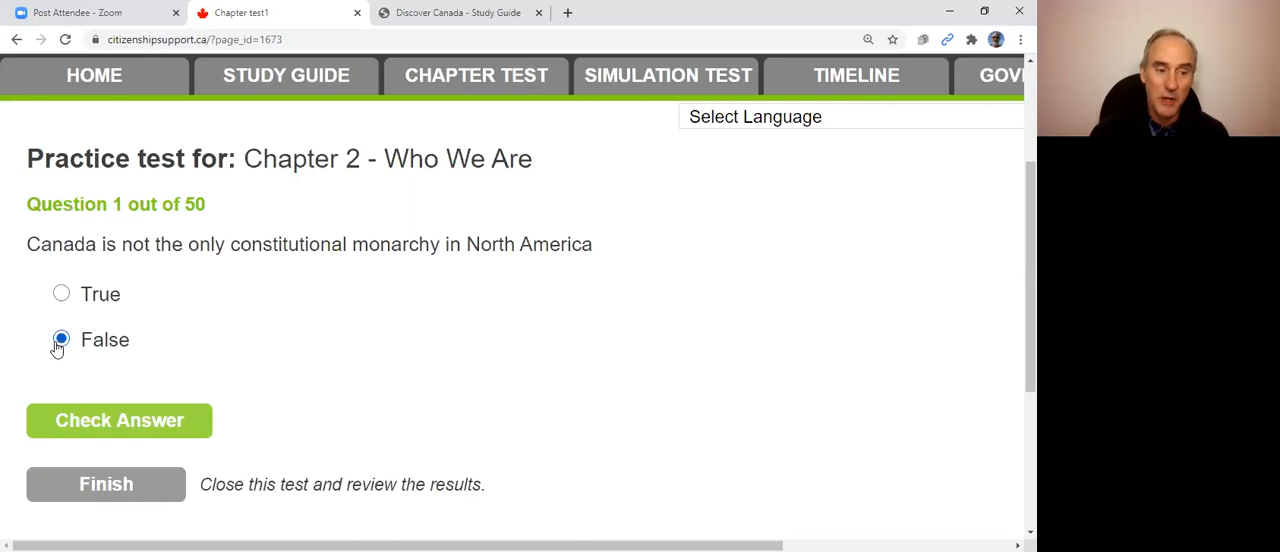 Post Attendee - Zoom
Chapter test1
Discover Canada - Study Guide
citizenshipsupport.ca/?page_id=1673
HOME STUDY GUIDE CHAPTER TEST SIMULATION TEST TIMELINE GOV
Select Language
Practice test for: Chapter 2 - Who We Are
Question 1 out of 50
Canada is not the only constitutional monarchy in North America
True
False
Check Answer
Finish Close this test and review the results.